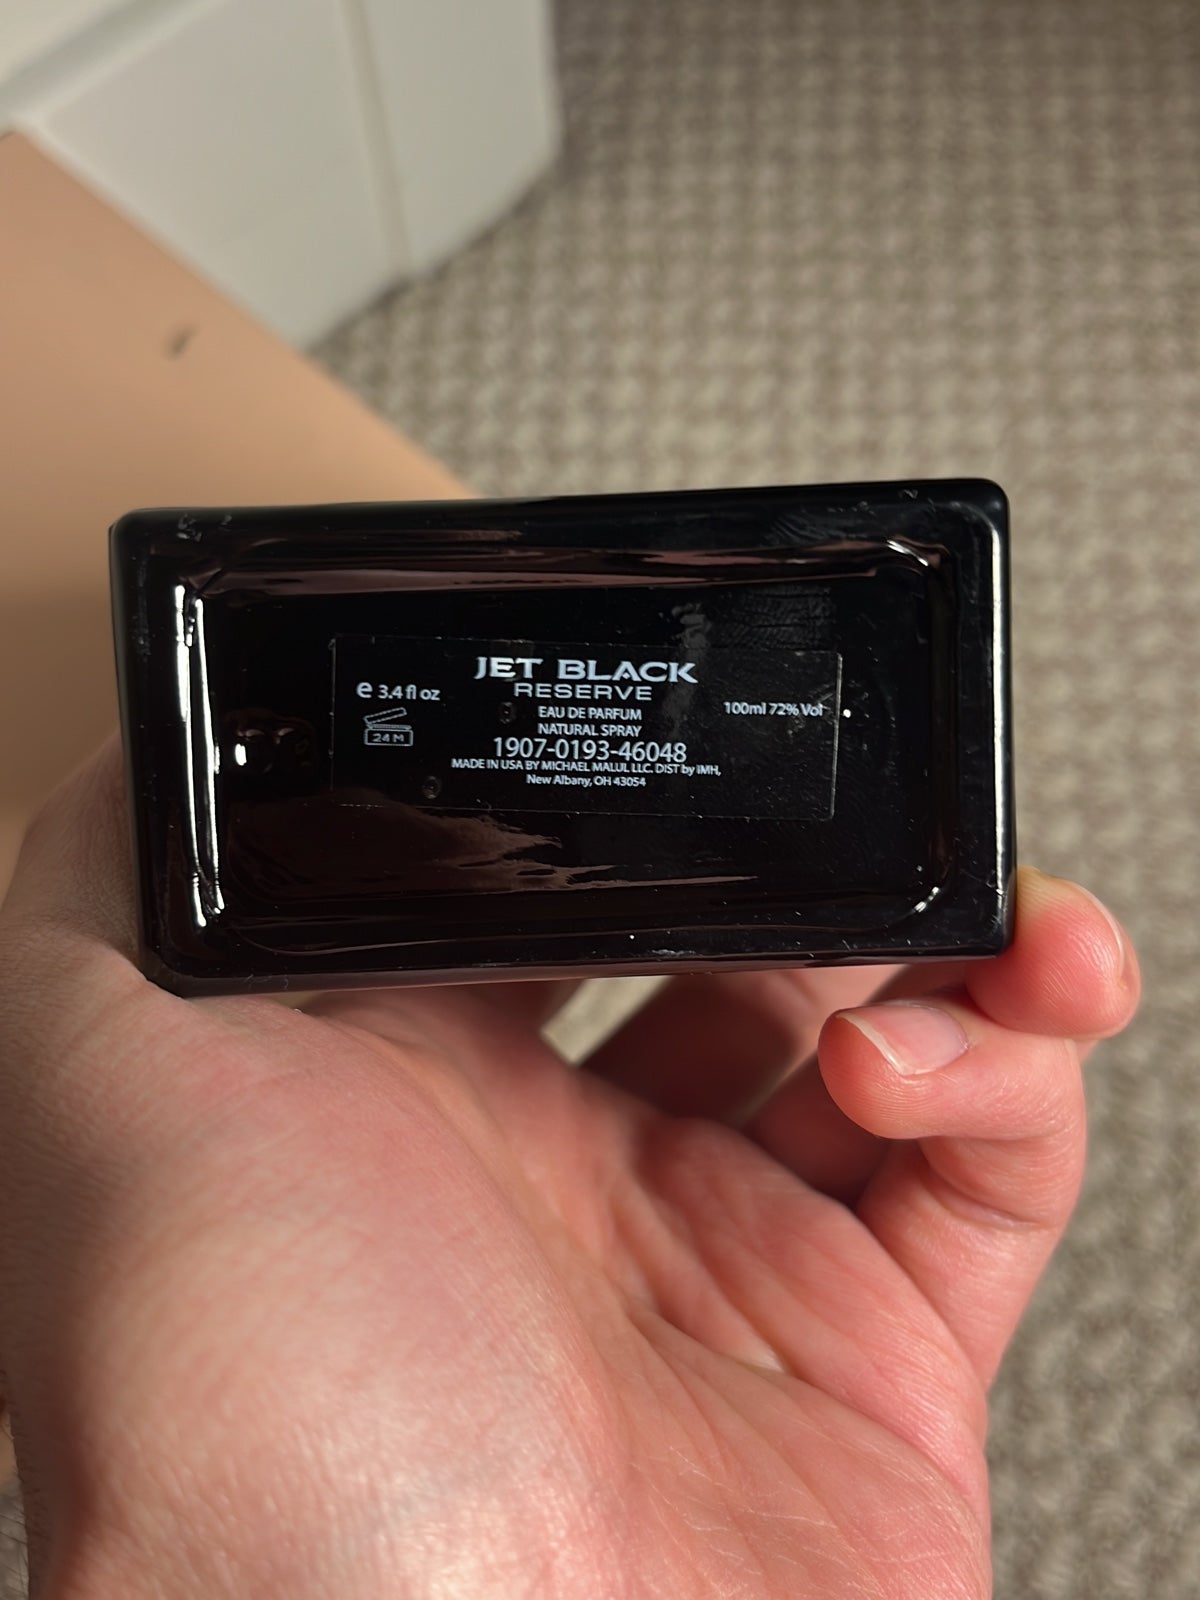 JET BLACK
RESERVE
e 3.4 fl oz
EAU DE PARFUM
100ml 72% Vol
NATURAL SPRAY
24 M
1907-0193-46048
MADE IN USA BY MICHAEL MALUL LLC. DIST by IMH,
New Albany, OH 43054